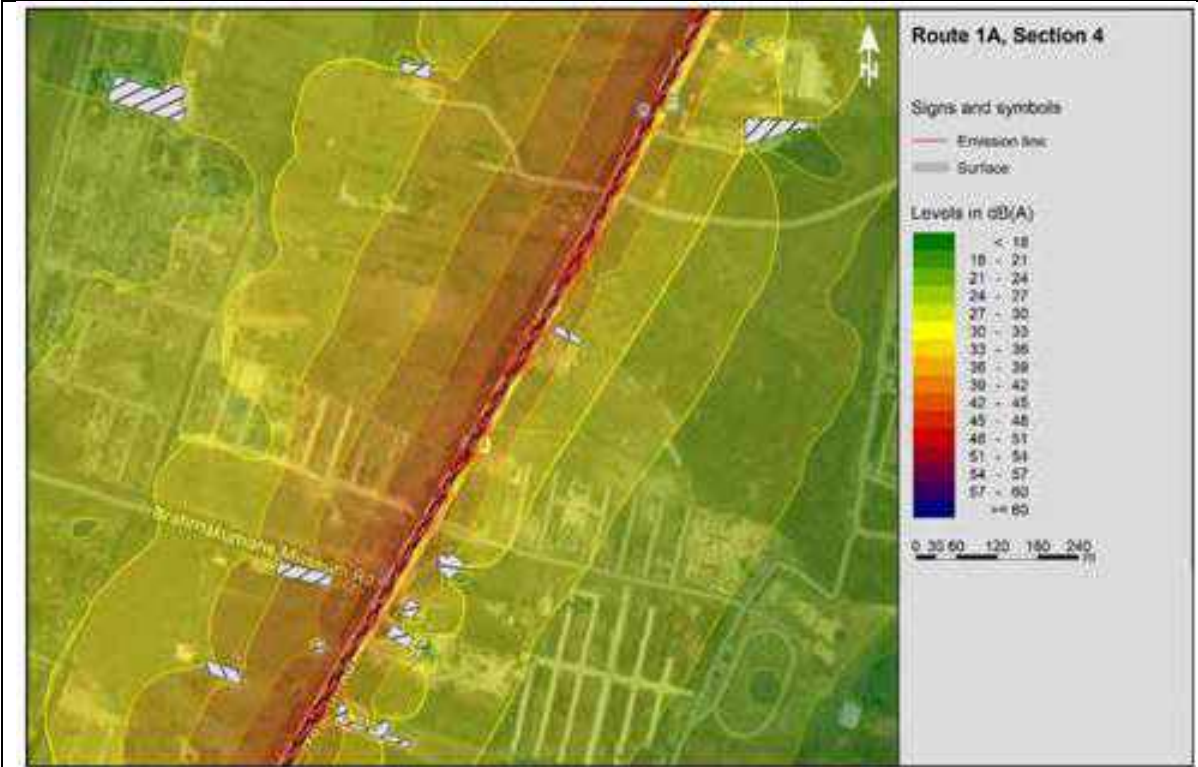 N
Route 1A, Section 4
Signs and symbols
Emission line
Surface
Levels in dB(A)
< 18
18 - 21
21 - 24
24 - 27
27 - 30
30 - 33
33 - 36
36 - 39
39 - 42
42 - 45
45 - 48
48 - 51
51 - 54
54 - 57
57 - 60
>= 60
0 30 60 120 180 240
m